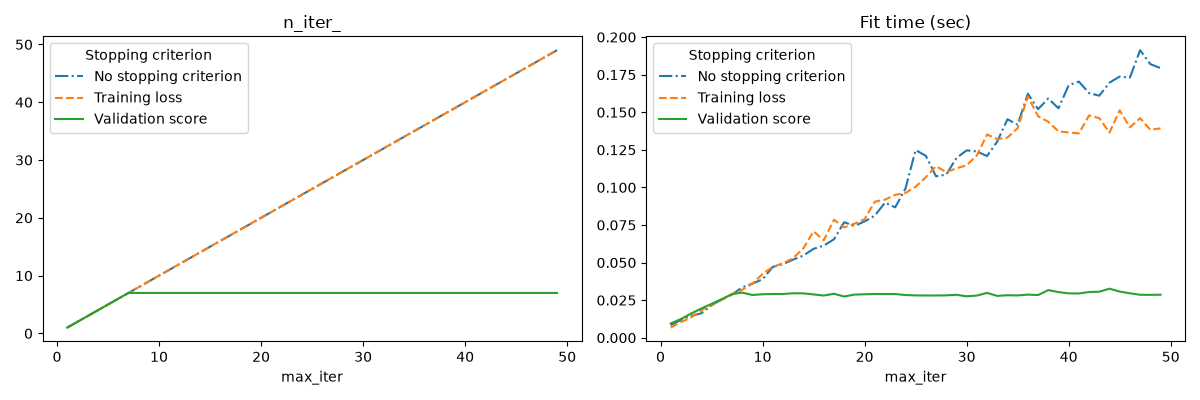 n_iter_
Stopping criterion
No stopping criterion
Training loss
Validation score
50
40
30
20
10
0
0 10 20 30 40 50
max_iter
Fit time (sec)
Stopping criterion
No stopping criterion
Training loss
Validation score
0.200
0.175
0.150
0.125
0.100
0.075
0.050
0.025
0.000
0 10 20 30 40 50
max_iter